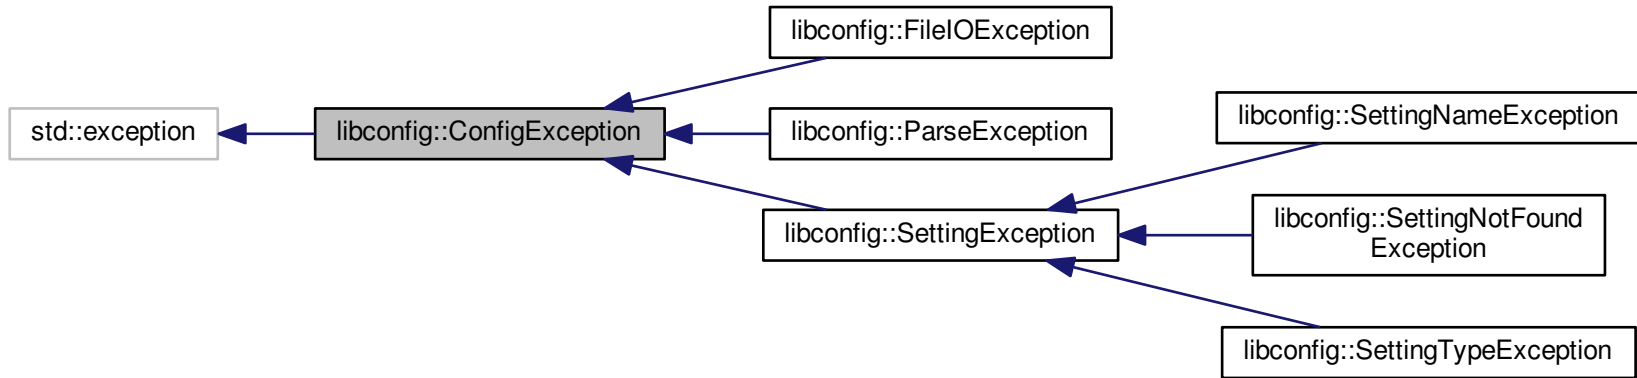 std::exception
libconfig::ConfigException
libconfig::FileIOException
libconfig::ParseException
libconfig::SettingException
libconfig::SettingNameException
libconfig::SettingNotFound
Exception
libconfig::SettingTypeException